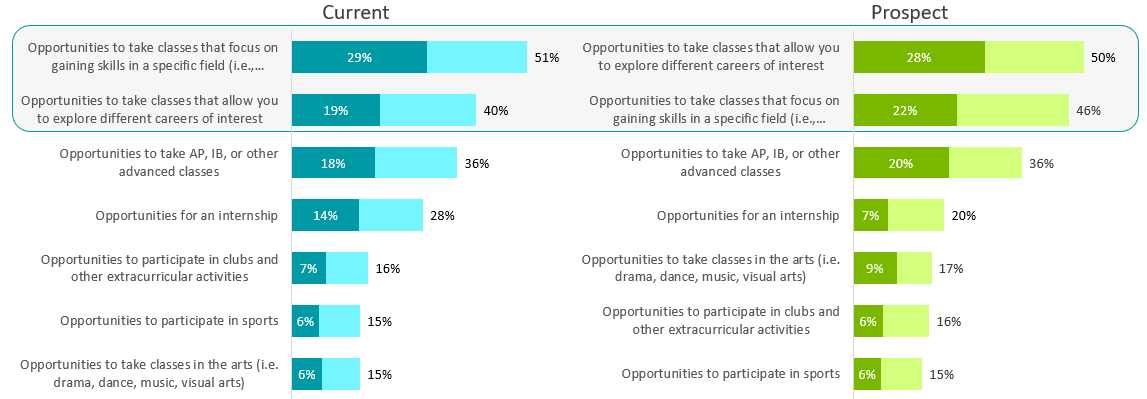 Current
Opportunities to take classes that focus on
gaining skills in a specific field (i.e.,...
29%
51%
Opportunities to take classes that allow you
to explore different careers of interest
19%
40%
Opportunities to take AP, IB, or other
advanced classes
18%
36%
Opportunities for an internship
14%
28%
Opportunities to participate in clubs and
other extracurricular activities
7%
16%
Opportunities to participate in sports
6%
15%
Opportunities to take classes in the arts (i.e.
drama, dance, music, visual arts)
6%
15%
Prospect
Opportunities to take classes that allow you
to explore different careers of interest
28%
50%
Opportunities to take classes that focus on
gaining skills in a specific field (i.e.,...
22%
46%
Opportunities to take AP, IB, or other
advanced classes
20%
36%
Opportunities for an internship
7%
20%
Opportunities to take classes in the arts (i.e.
drama, dance, music, visual arts)
9%
17%
Opportunities to participate in clubs and
other extracurricular activities
6%
16%
Opportunities to participate in sports
6%
15%